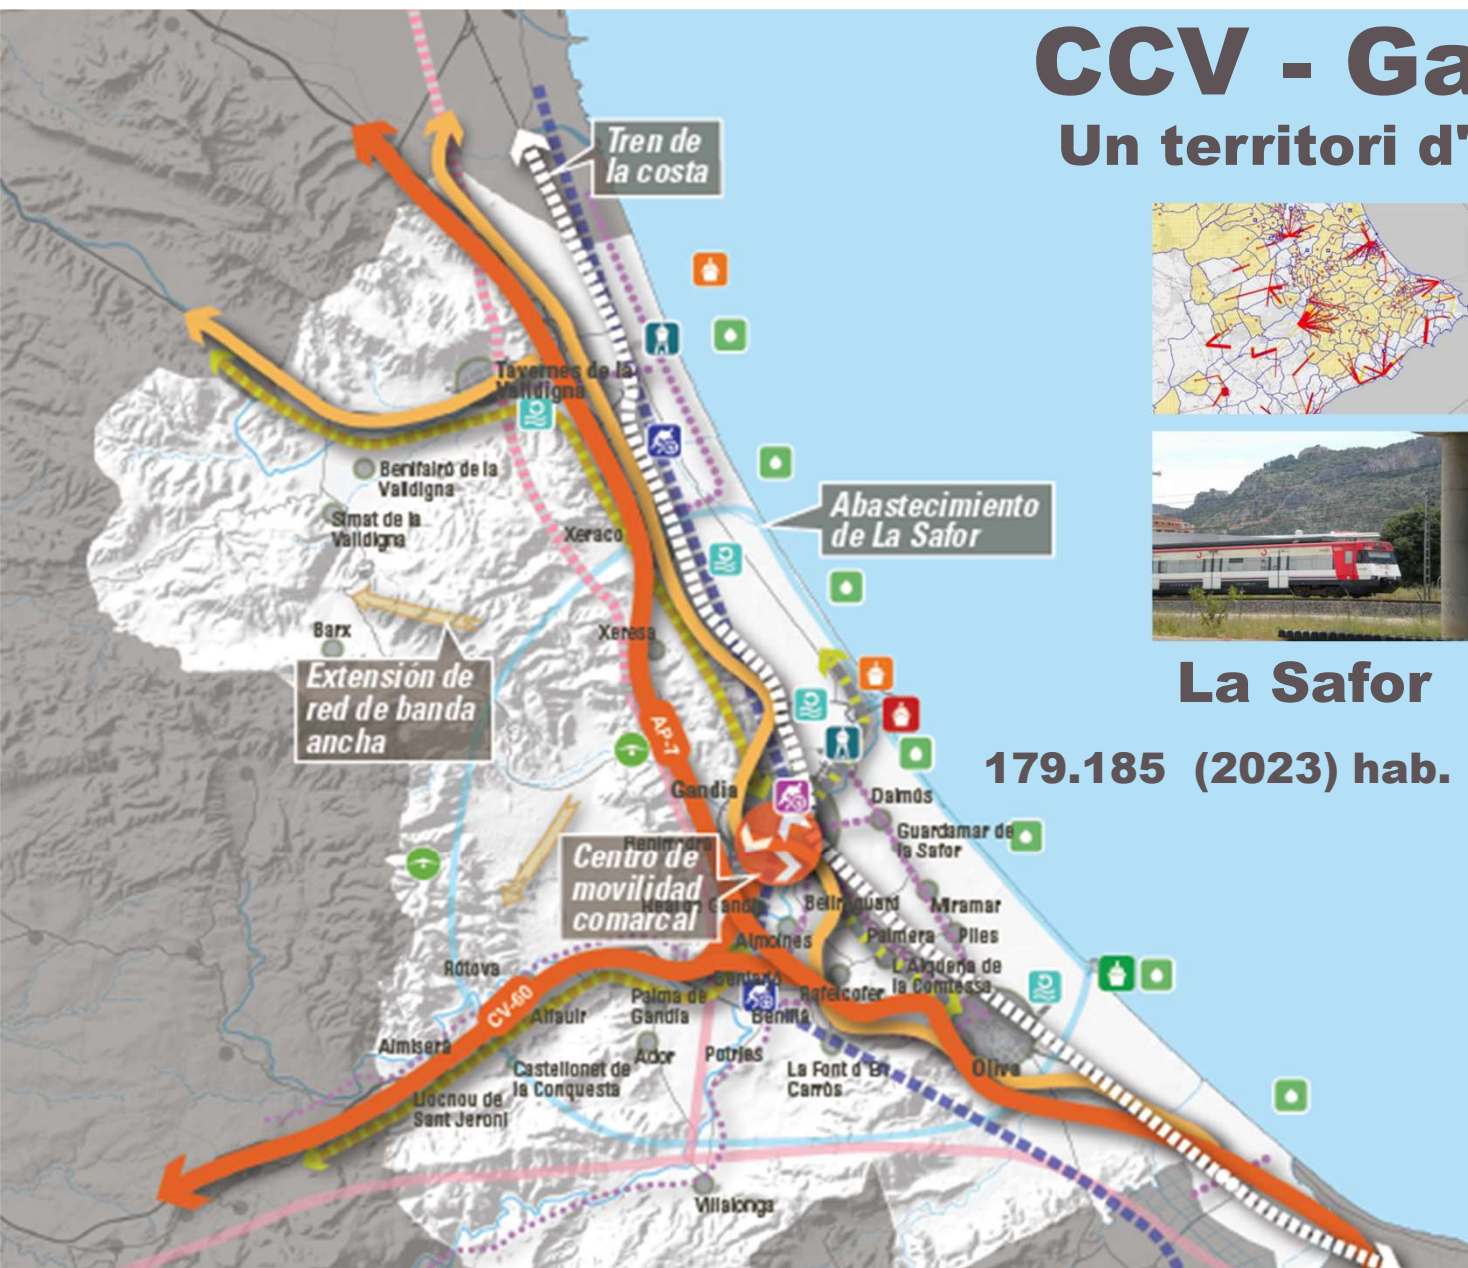 CCV - Ga
Un territori d'
Tren de
la costa
Tavernes de la
Valldigna
Benifairó de la
Valldigna
Simat de la
Valldigna
Abastecimiento
de La Safor
Xeraco
Barx
Xeresa
Extensión de
red de banda
ancha
La Safor
AP-7
179.185 (2023) hab.
Gandia
Daimús
Guardamar de
la Safor
Centro de
movilidad
comarcal
Miramar
Almoines
Palmera
Piles
L'Alqueria de
la Comtessa
Rótova
CV-60
Palma de
Gandia
Rafelcofer
Alfauir
Beniflá
Almiserà
Ador
Potries
Castellonet de
la Conquesta
La Font d'En
Carròs
Oliva
Llocnou de
Sant Jeroni
Villalonga